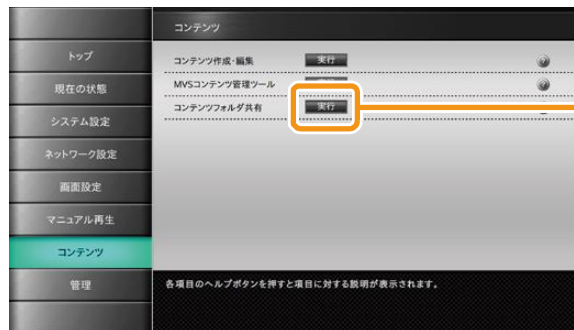 コンテンツ
トップ
現在の状態
システム設定
ネットワーク設定
画面設定
マニュアル再生
コンテンツ
管理
コンテンツ作成・編集 実行
MVSコンテンツ管理ツール
コンテンツフォルダ共有 実行
各項目のヘルプボタンを押すと項目に対する説明が表示されます。